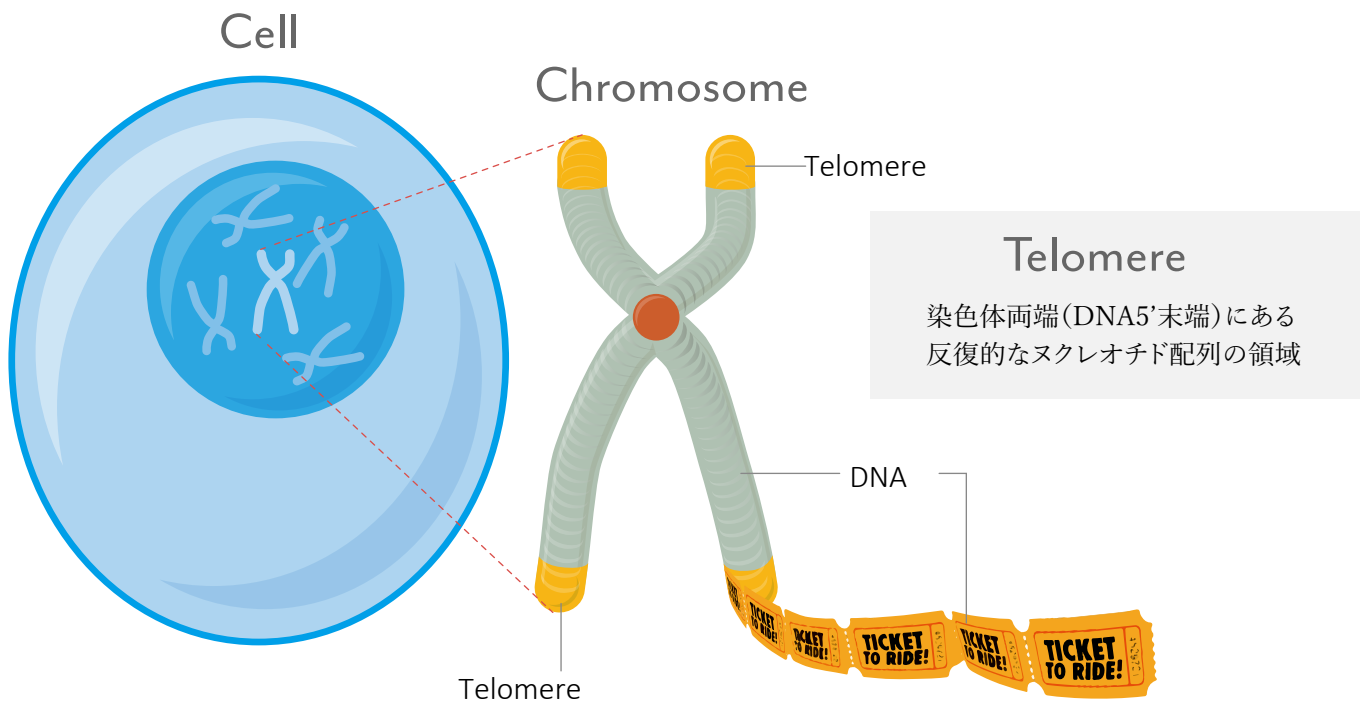 Cell
Chromosome
Telomere
Telomere
染色体両端(DNA5'末端)にある
反復的なヌクレオチド配列の領域
DNA
TICKET
TO RIDE!
TICKET
TO RIDE!
TICKET
TO RIDE!
TICKET
TO RIDE!
TICKET
TO RIDE!
Telomere